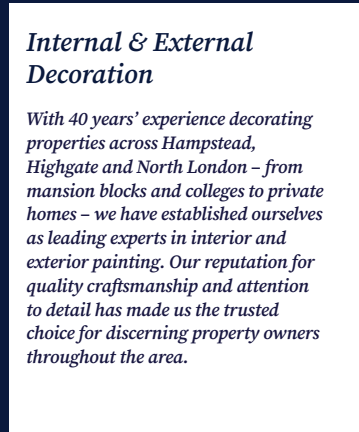 Internal & External
Decoration
With 40 years’ experience decorating
properties across Hampstead,
Highgate and North London – from
mansion blocks and colleges to private
homes – we have established ourselves
as leading experts in interior and
exterior painting. Our reputation for
quality craftsmanship and attention
to detail has made us the trusted
choice for discerning property owners
throughout the area.